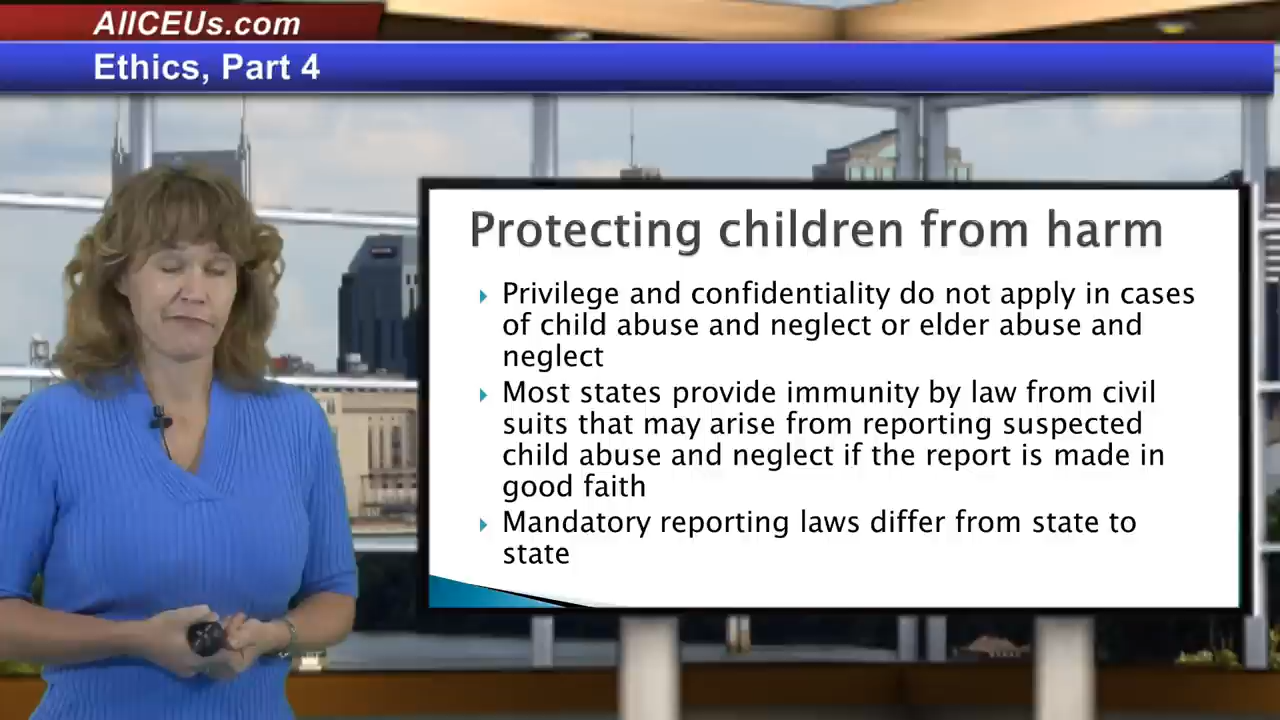 AllCEUs.com
Ethics, Part 4
Protecting children from harm
Privilege and confidentiality do not apply in cases
of child abuse and neglect or elder abuse and
neglect
Most states provide immunity by law from civil
suits that may arise from reporting suspected
child abuse and neglect if the report is made in
good faith
Mandatory reporting laws differ from state to
state